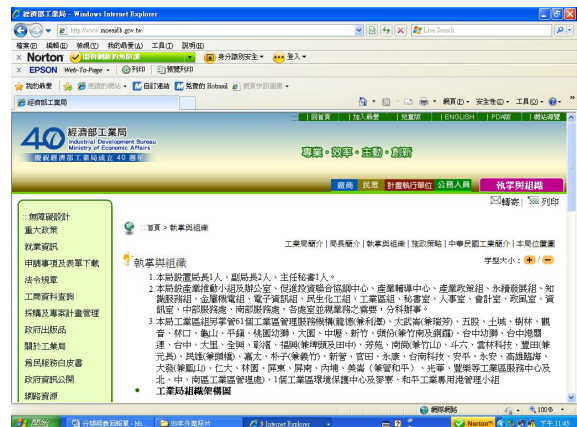 經濟部工業局 - Windows Internet Explorer
http://www.moeaidb.gov.tw/
Live Search
檔案(F) 編輯(E) 檢視(V) 我的最愛(A) 工具(T) 說明(H)
Norton 身分識別安全 登入
EPSON Web-To-Page 列印 預覽列印
我的最愛 建議的網站 自訂連結 免費的 Hotmail 網頁快訊圖庫
經濟部工業局
網頁(P) 安全性(S) 工具(O)
回首頁 | 加入最愛 | 兒童版 | ENGLISH | PDA版 | 網站導覽
40 經濟部工業局
Industrial Development Bureau
Ministry of Economic Affairs
慶祝經濟部工業局成立 40 週年
專業。效率。主動。創新
廠商 民眾 計畫執行單位 公務人員 執掌與組織
轉寄 | 列印
:::無障礙設計
重大政策
就業資訊
申請事項及表單下載
法令規章
工商資料查詢
採購及專案計畫管理
政府出版品
關於工業局
為民服務白皮書
政府資訊公開
網路資源
:::首頁 > 執掌與組織
工業局簡介 | 局長簡介 | 執掌與組織 | 施政策略 | 中華民國工業簡介 | 本局位置圖
字型大小：
執掌與組織
1.本局設置局長1人、副局長2人、主任秘書1人。
2.本局設產業推動小組及辦公室、促進投資聯合協調中心、產業輔導中心、產業政策組、永續發展組、知
識服務組、金屬機電組、電子資訊組、民生化工組、工業區組、秘書室、人事室、會計室、政風室、資
訊室、中部服務處、南部服務處，各處室並視業務之需要，分科辦事。
3.本局工業區組另掌管61個工業區管理服務機構(龍德(兼利澤)、大武崙(兼瑞芳)、五股、土城、樹林、觀
音、林口、龜山、平鎮、桃園幼獅、大園、中壢、新竹、頭份(兼竹南及銅鑼)、台中幼獅、台中港關
連、台中、大里、全興、彰濱、福興(兼埤頭及田中)、芳苑、南崗(兼竹山)、斗六、雲林科技、豐田(兼
元長)、民雄(兼頭橋)、嘉太、朴子(兼義竹)、新營、官田、永康、台南科技、安平、永安、高雄臨海、
大發(兼鳳山)、仁大、林園、屏東、屏南、內埔、美崙（兼管和平）、光華、豐樂等工業區服務中心及
北、中、南區工業區管理處)、1個工業區環境保護中心及麥寮、和平工業專用港管理小組
• 工業局組織架構圖
網際網路 100%
開始 3 Internet Explorer Norton 下午 11:45